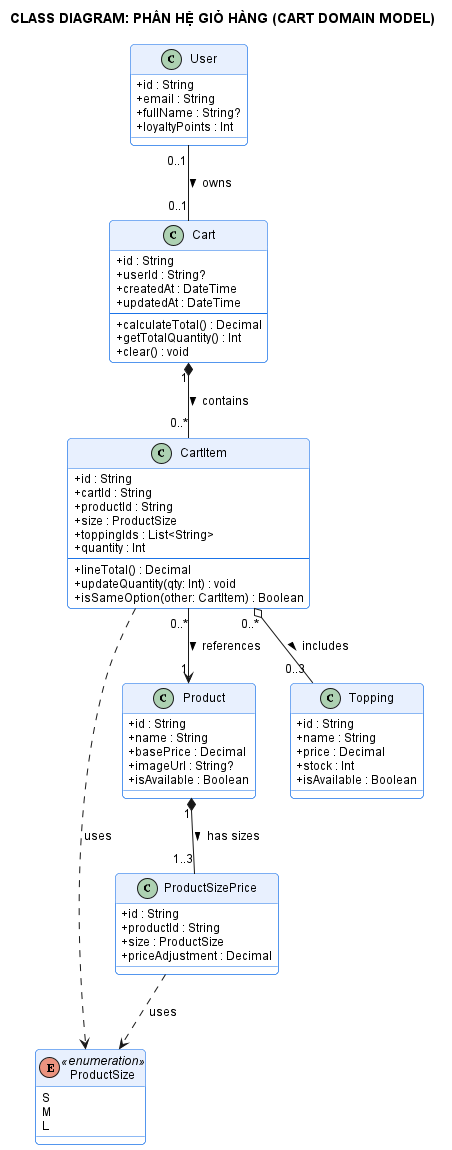 CLASS DIAGRAM: PHÂN HỆ GIỎ HÀNG (CART DOMAIN MODEL)
C User
+id : String
+email : String
+fullName : String?
+loyaltyPoints : Int
0..1
owns
0..1
C Cart
+id : String
+userId : String?
+createdAt : DateTime
+updatedAt : DateTime
+calculateTotal() : Decimal
+getTotalQuantity() : Int
+clear() : void
1
contains
0..*
C CartItem
+id : String
+cartId : String
+productId : String
+size : ProductSize
+toppingIds : List<String>
+quantity : Int
+lineTotal() : Decimal
+updateQuantity(qty: Int) : void
+isSameOption(other: CartItem) : Boolean
0..* 0..*
references includes
1 0..3
C Product
+id : String
+name : String
+basePrice : Decimal
+imageUrl : String?
+isAvailable : Boolean
C Topping
+id : String
+name : String
+price : Decimal
+stock : Int
+isAvailable : Boolean
1
uses
has sizes
1..3
C ProductSizePrice
+id : String
+productId : String
+size : ProductSize
+priceAdjustment : Decimal
uses
E «enumeration»
ProductSize
S
M
L